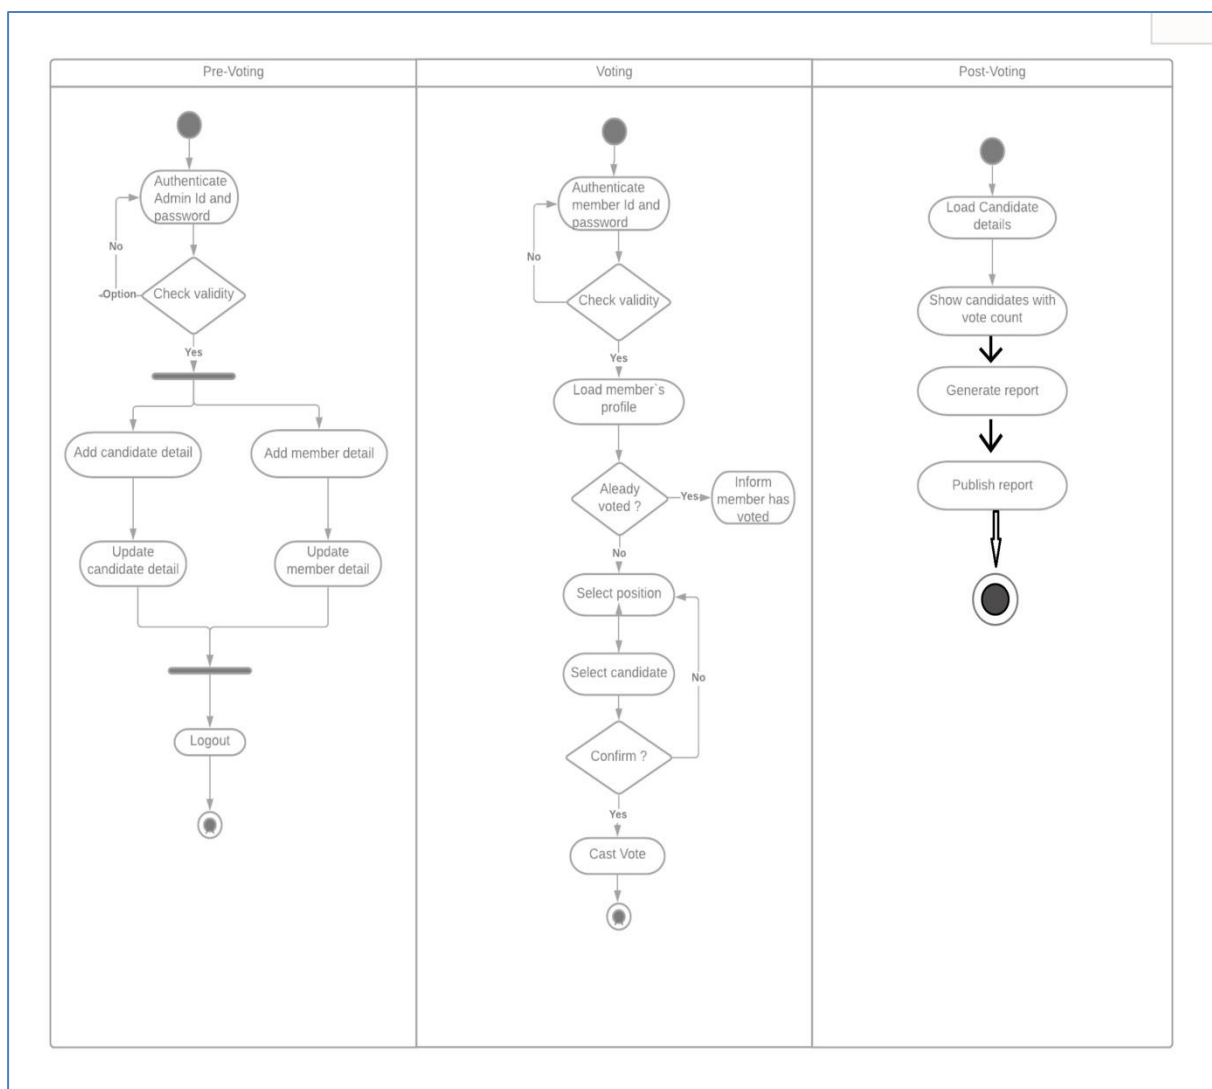 Pre-Voting
Authenticate
Admin Id and
password
No
Option
Check validity
Yes
Add candidate detail
Add member detail
Update
candidate detail
Update
member detail
Logout
Voting
Authenticate
member Id and
password
No
Check validity
Yes
Load member`s
profile
Aleady
voted ?
Yes
Inform
member has
voted
No
Select position
Select candidate
No
Confirm ?
Yes
Cast Vote
Post-Voting
Load Candidate
details
Show candidates with
vote count
Generate report
Publish report